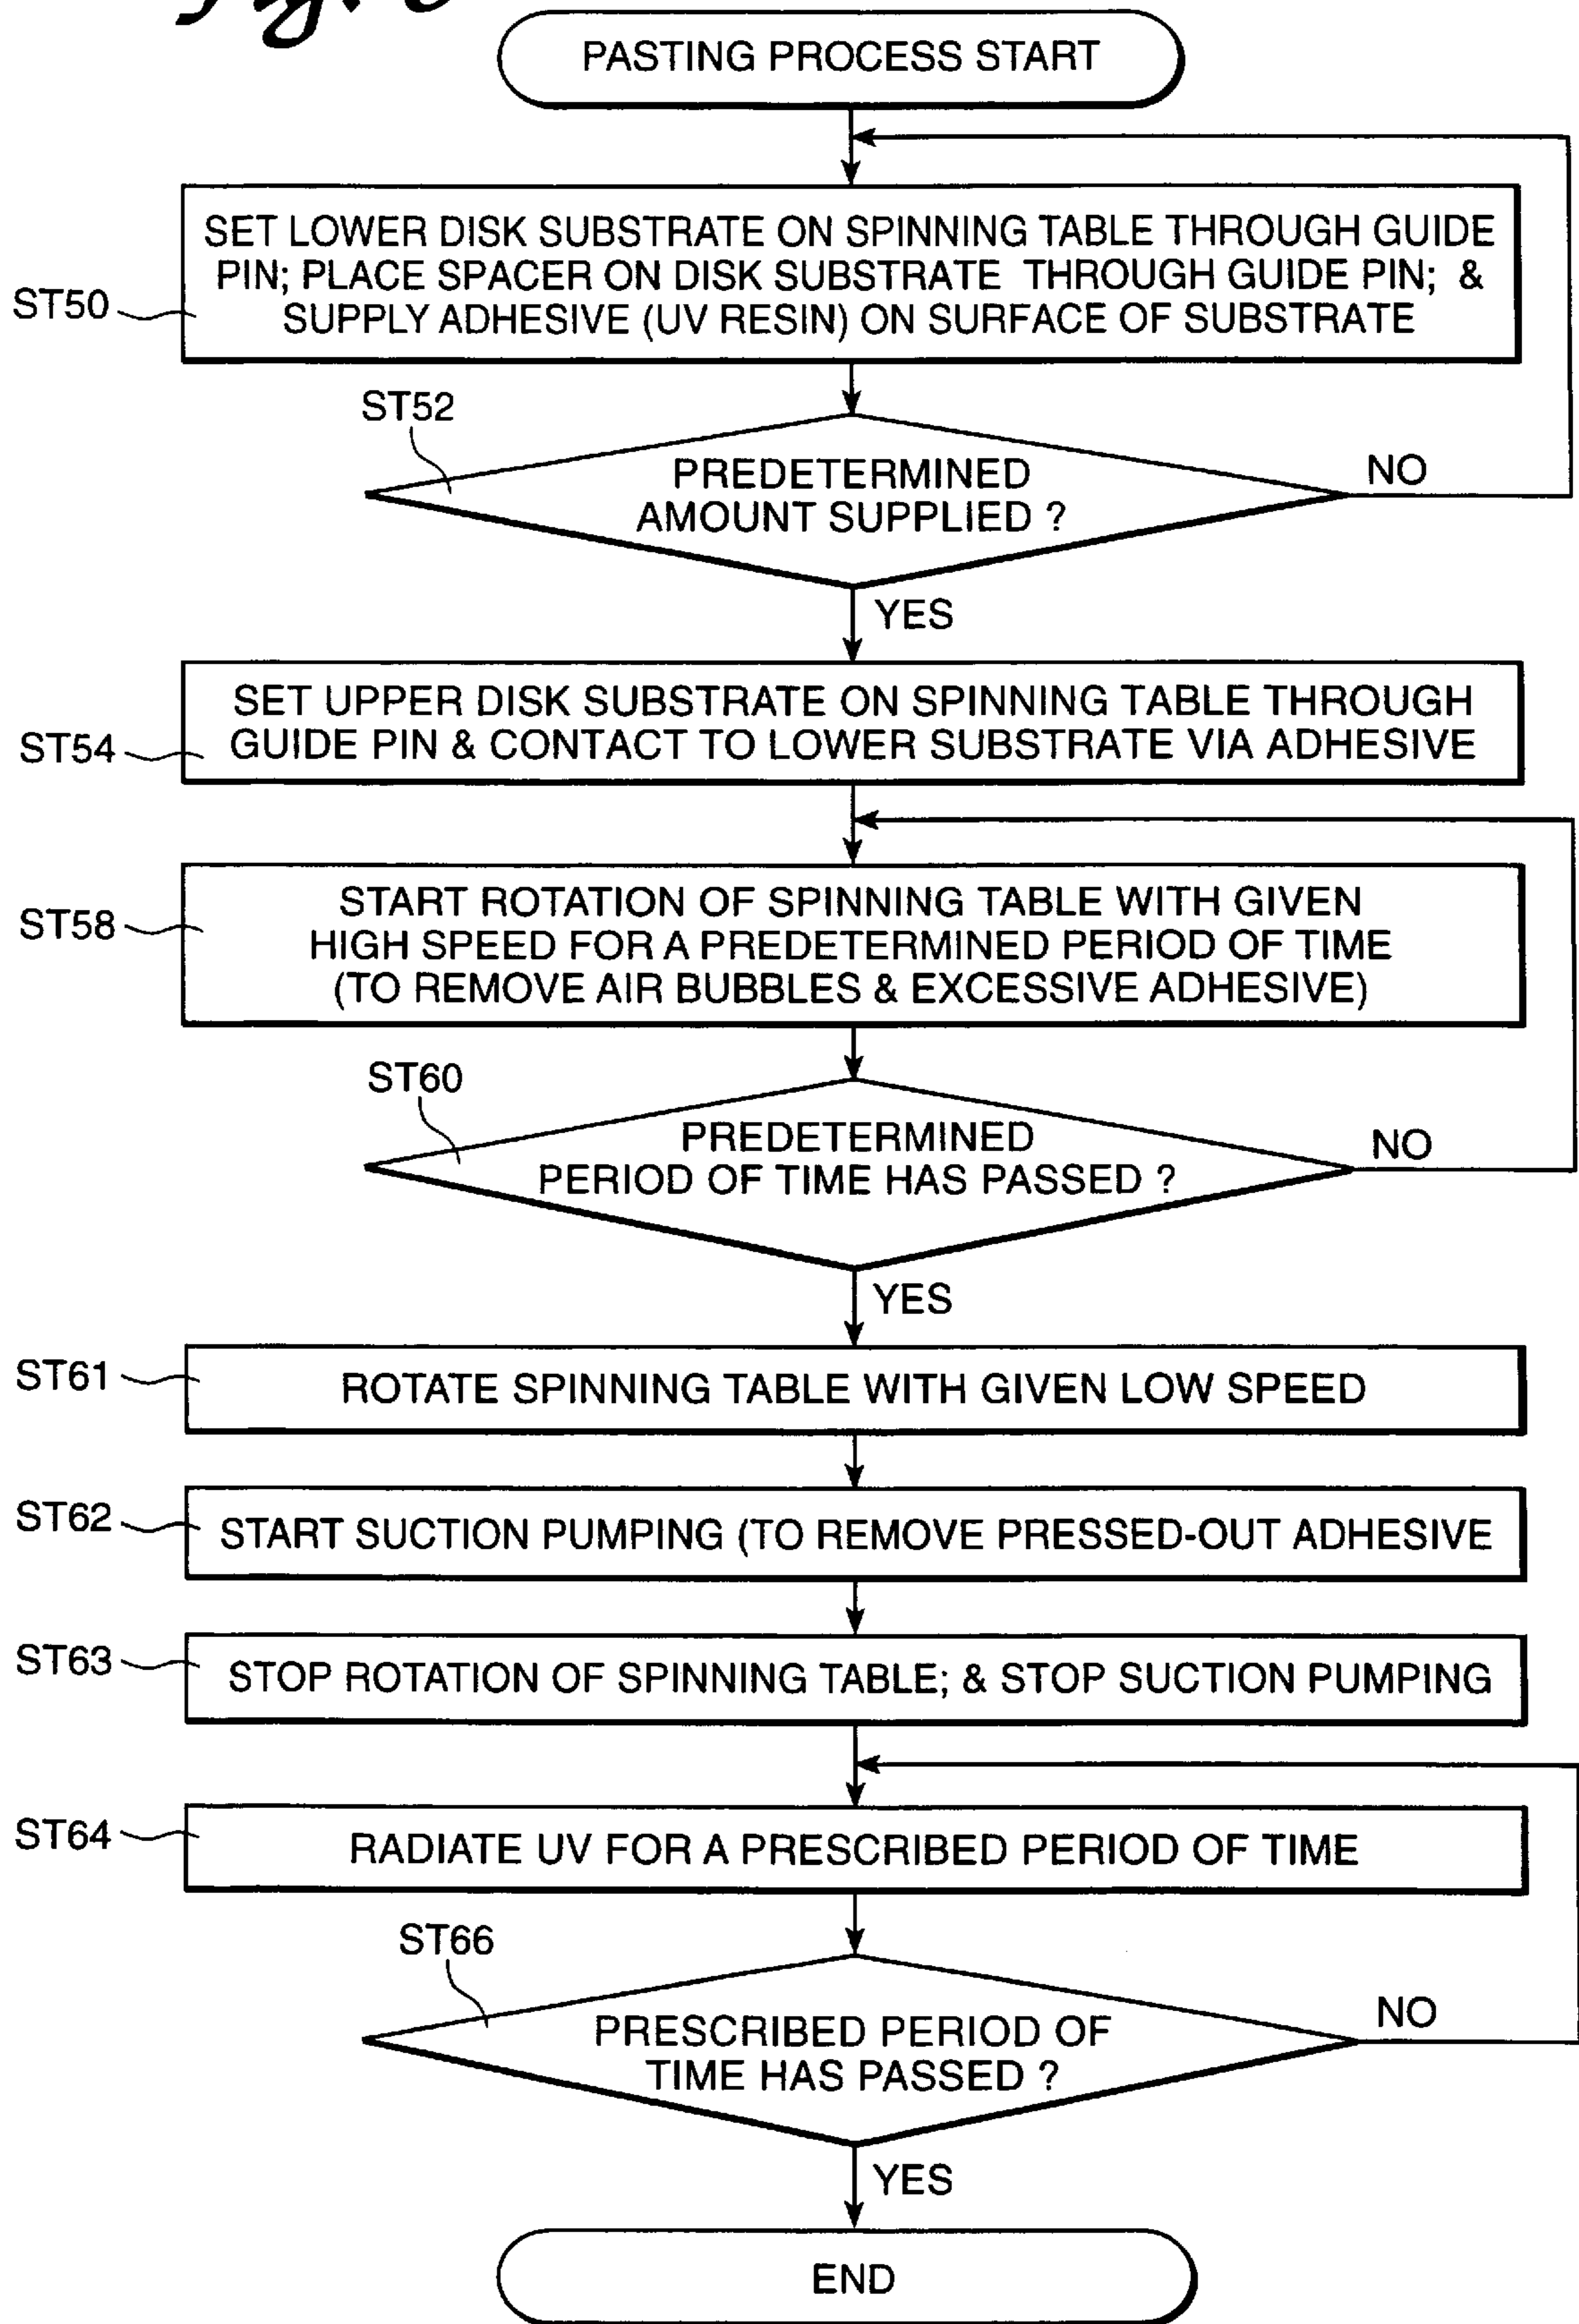 PASTING PROCESS START
SET LOWER DISK SUBSTRATE ON SPINNING TABLE THROUGH GUIDE
PIN; PLACE SPACER ON DISK SUBSTRATE THROUGH GUIDE PIN; &
SUPPLY ADHESIVE (UV RESIN) ON SURFACE OF SUBSTRATE
ST50
ST52
PREDETERMINED
AMOUNT SUPPLIED ?
NO
YES
SET UPPER DISK SUBSTRATE ON SPINNING TABLE THROUGH
GUIDE PIN & CONTACT TO LOWER SUBSTRATE VIA ADHESIVE
ST54
START ROTATION OF SPINNING TABLE WITH GIVEN
HIGH SPEED FOR A PREDETERMINED PERIOD OF TIME
(TO REMOVE AIR BUBBLES & EXCESSIVE ADHESIVE)
ST58
ST60
PREDETERMINED
PERIOD OF TIME HAS PASSED ?
NO
YES
ST61
ROTATE SPINNING TABLE WITH GIVEN LOW SPEED
ST62
START SUCTION PUMPING (TO REMOVE PRESSED-OUT ADHESIVE
ST63
STOP ROTATION OF SPINNING TABLE; & STOP SUCTION PUMPING
ST64
RADIATE UV FOR A PRESCRIBED PERIOD OF TIME
ST66
PRESCRIBED PERIOD OF
TIME HAS PASSED ?
NO
YES
END